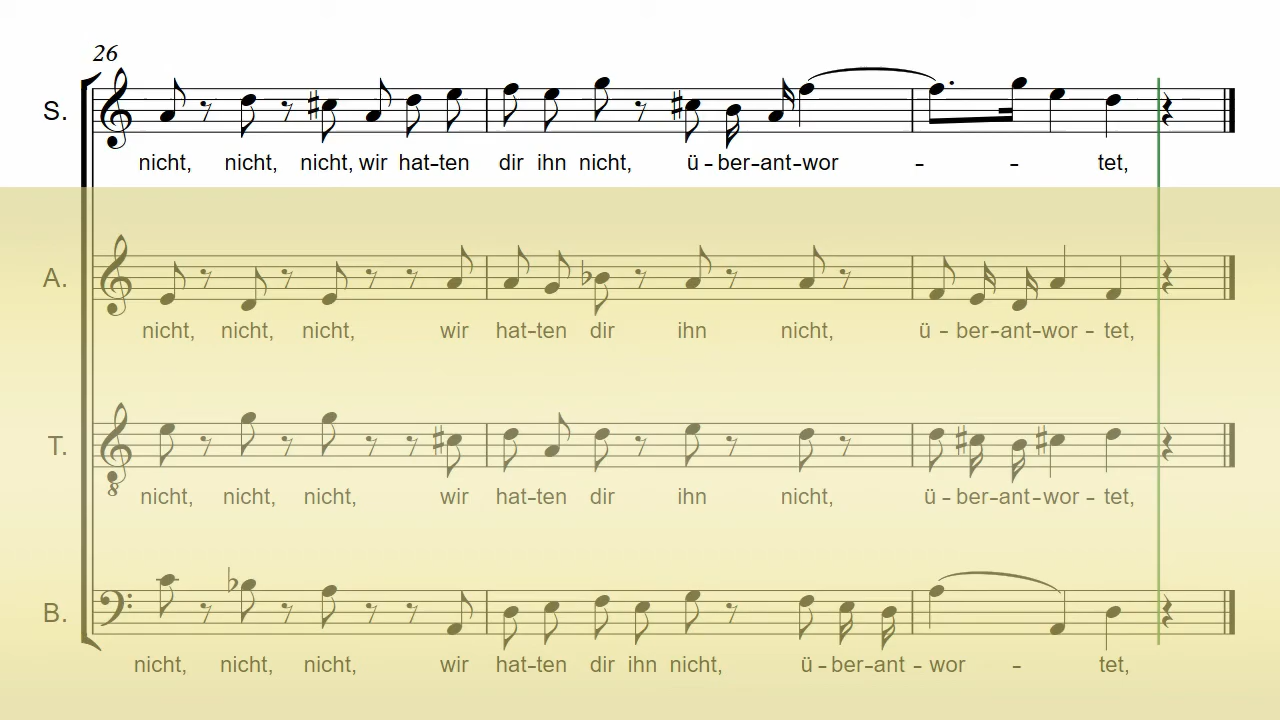 26
S.
nicht, nicht, nicht, wir hat-ten dir ihn nicht, ü-ber-ant-wor - - tet,
A.
nicht, nicht, nicht, wir hat-ten dir ihn nicht, ü-ber-ant-wor-tet,
T.
8
nicht, nicht, nicht, wir hat-ten dir ihn nicht, ü-ber-ant-wor-tet,
B.
nicht, nicht, nicht, wir hat-ten dir ihn nicht, ü-ber-ant-wor - tet,